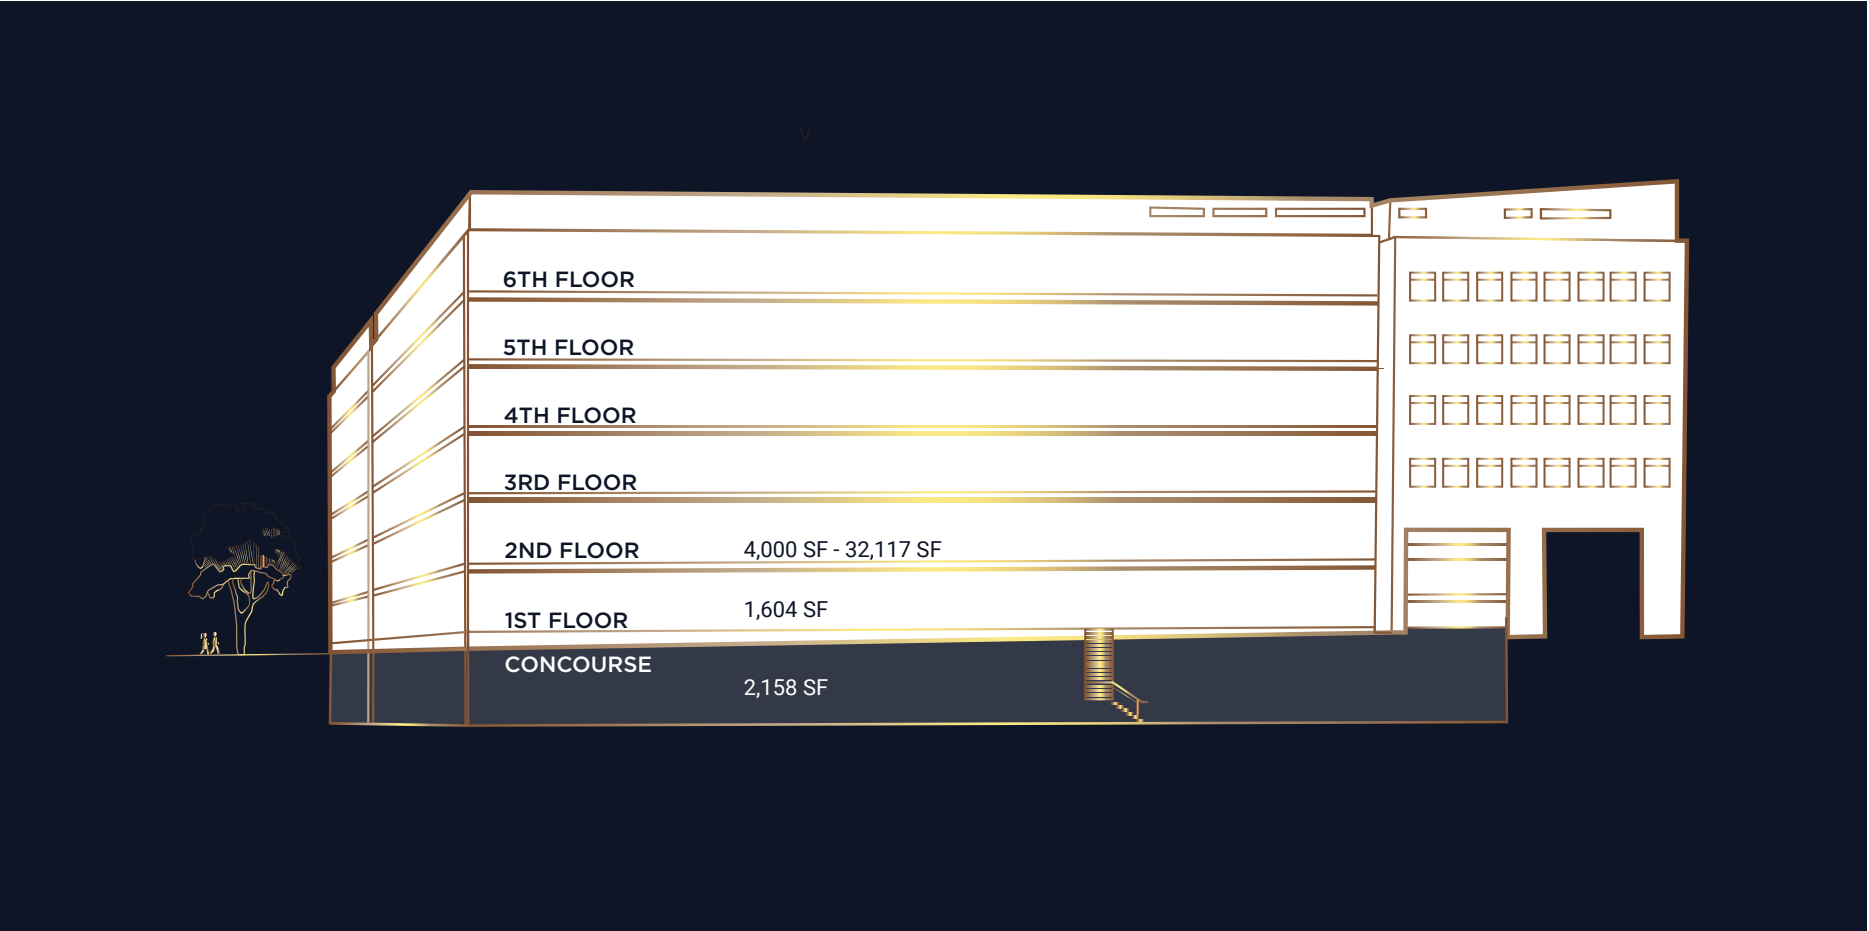 V
6TH FLOOR
5TH FLOOR
4TH FLOOR
3RD FLOOR
2ND FLOOR 4,000 SF - 32,117 SF
1ST FLOOR 1,604 SF
CONCOURSE
2,158 SF